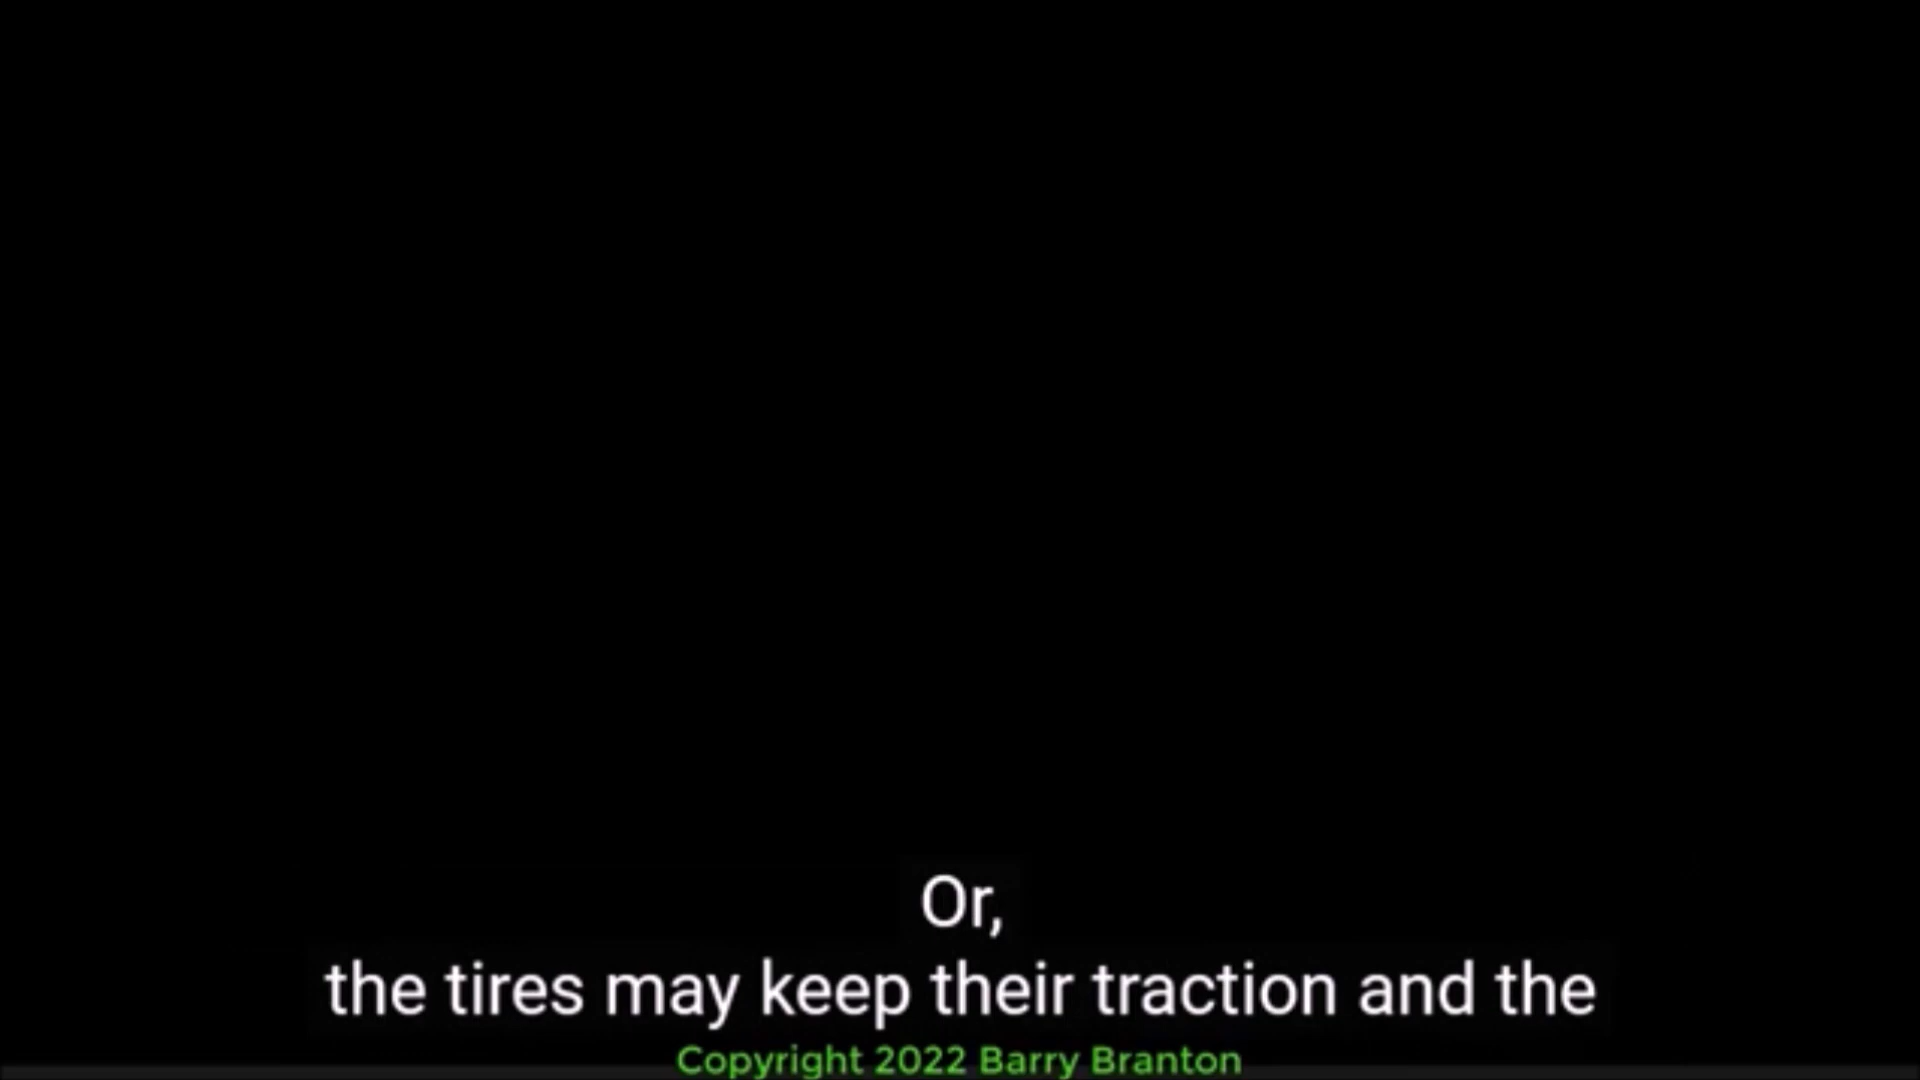 Or,
the tires may keep their traction and the
Copyright 2022 Barry Branton